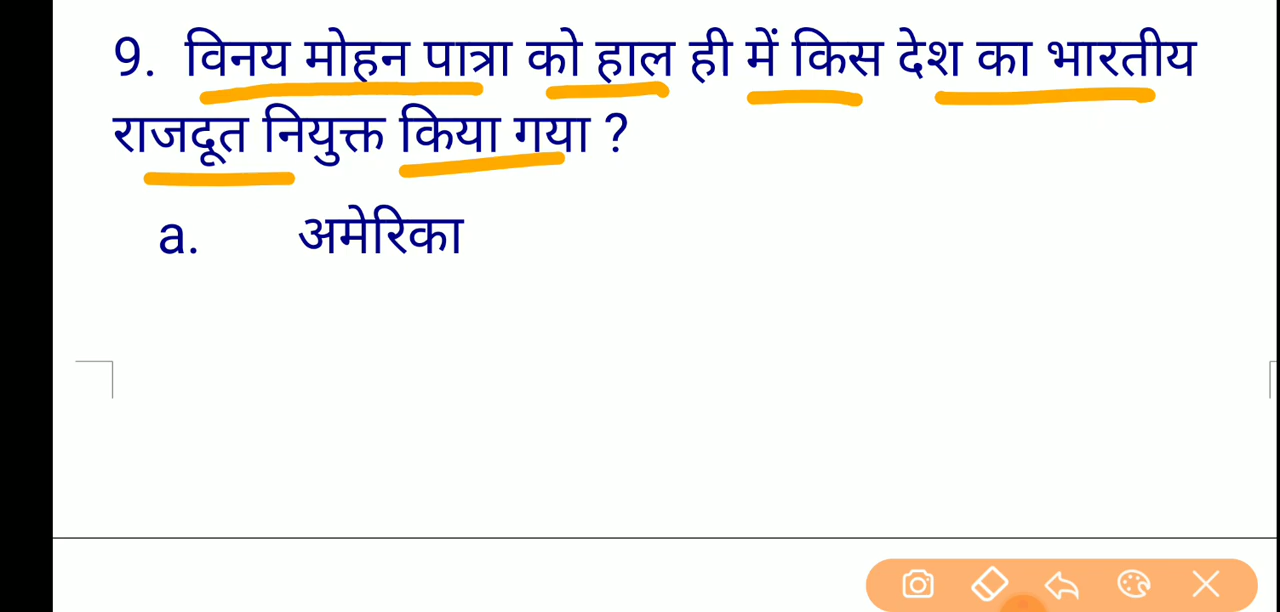 9. विनय मोहन पात्रा को हाल ही में किस देश का भारतीय
राजदूत नियुक्त किया गया ?
a. अमेरिका